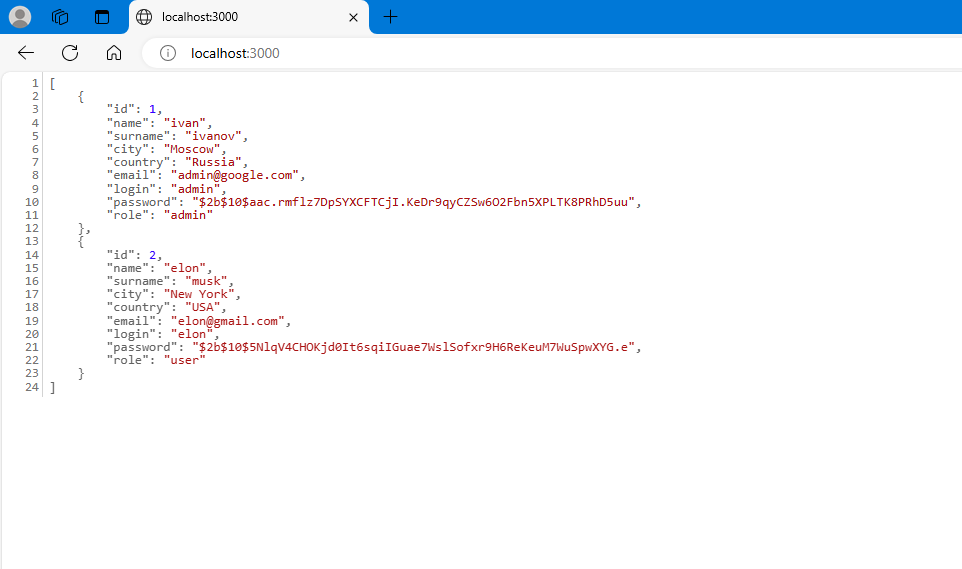 localhost:3000
localhost:3000
1 [
2 {
3 "id": 1,
4 "name": "ivan",
5 "surname": "ivanov",
6 "city": "Moscow",
7 "country": "Russia",
8 "email": "admin@google.com",
9 "login": "admin",
10 "password": "$2b$10$aac.rmflz7DpSYXCFTCjI.KeDr9qyCZSw6O2Fbn5XPLTK8PRhD5uu",
11 "role": "admin"
12 },
13 {
14 "id": 2,
15 "name": "elon",
16 "surname": "musk",
17 "city": "New York",
18 "country": "USA",
19 "email": "elon@gmail.com",
20 "login": "elon",
21 "password": "$2b$10$5NlqV4CHOKjd0It6sqiIGuae7WslSofxr9H6ReKeuM7WuSpwXYG.e",
22 "role": "user"
23 }
24 ]